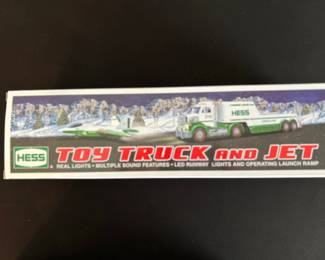 HESS
HESS TOY TRUCK AND JET
REAL LIGHTS • MULTIPLE SOUND FEATURES • LED RUNWAY LIGHTS AND OPERATING LAUNCH RAMP